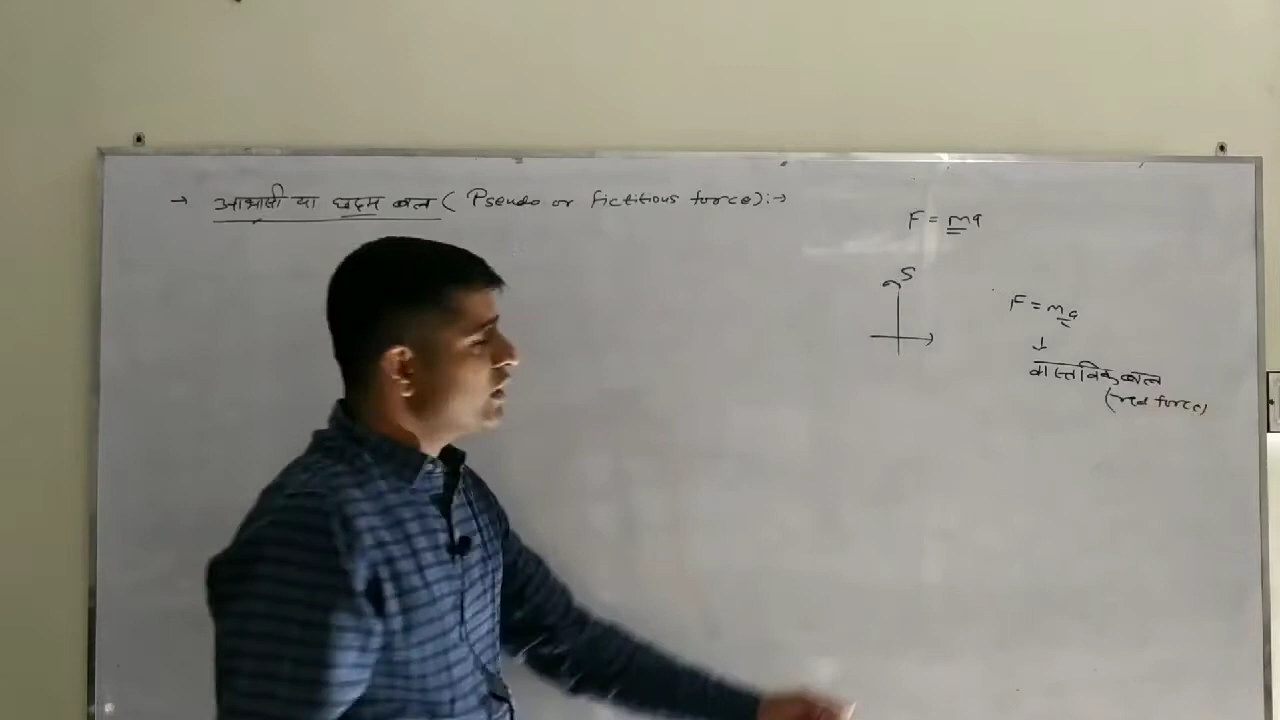 → आभासी या छद्म बल ( Pseudo or fictitious force):→
F = ma
S
F = ma
↓
वास्तविक बल
(real force)